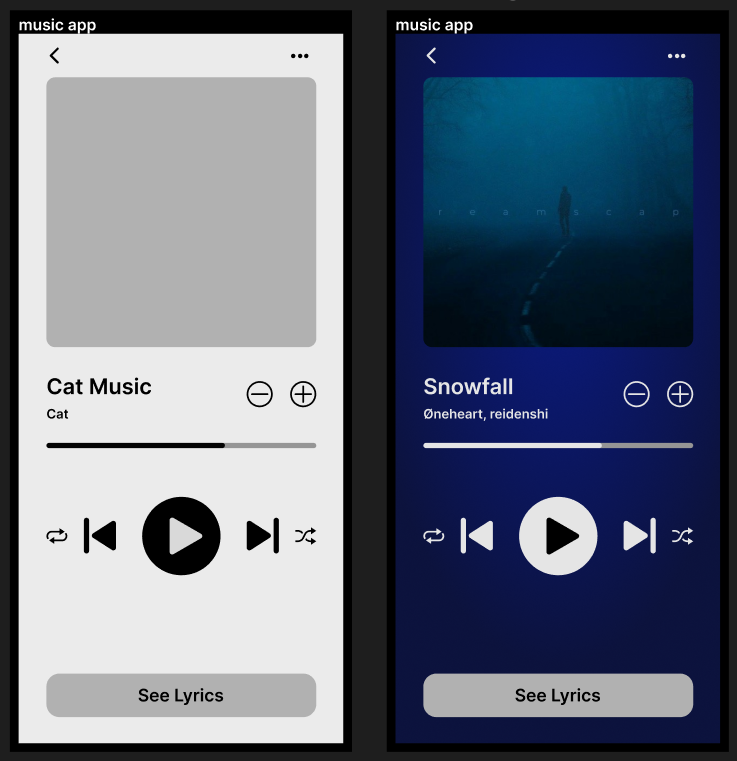 music app
Cat Music
Cat
See Lyrics
music app
r e a m s c a p
Snowfall
Øneheart, reidenshi
See Lyrics